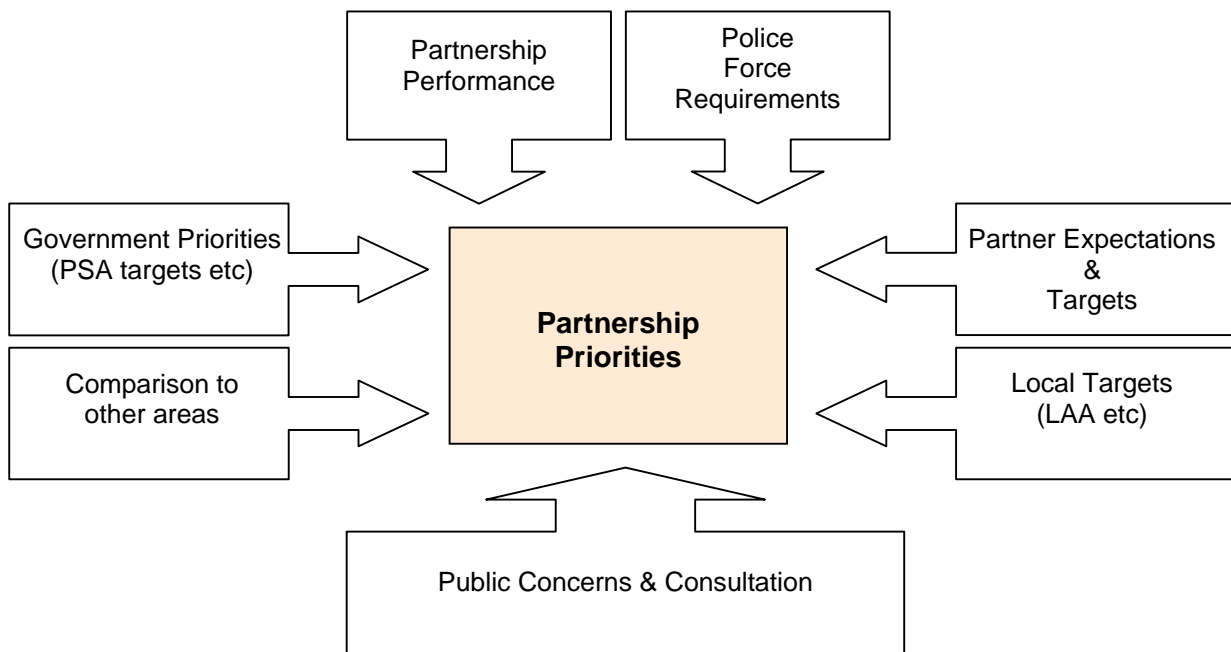 Partnership
Performance
Police
Force
Requirements
Government Priorities
(PSA targets etc)
Partner Expectations
&
Targets
Partnership
Priorities
Comparison to
other areas
Local Targets
(LAA etc)
Public Concerns & Consultation